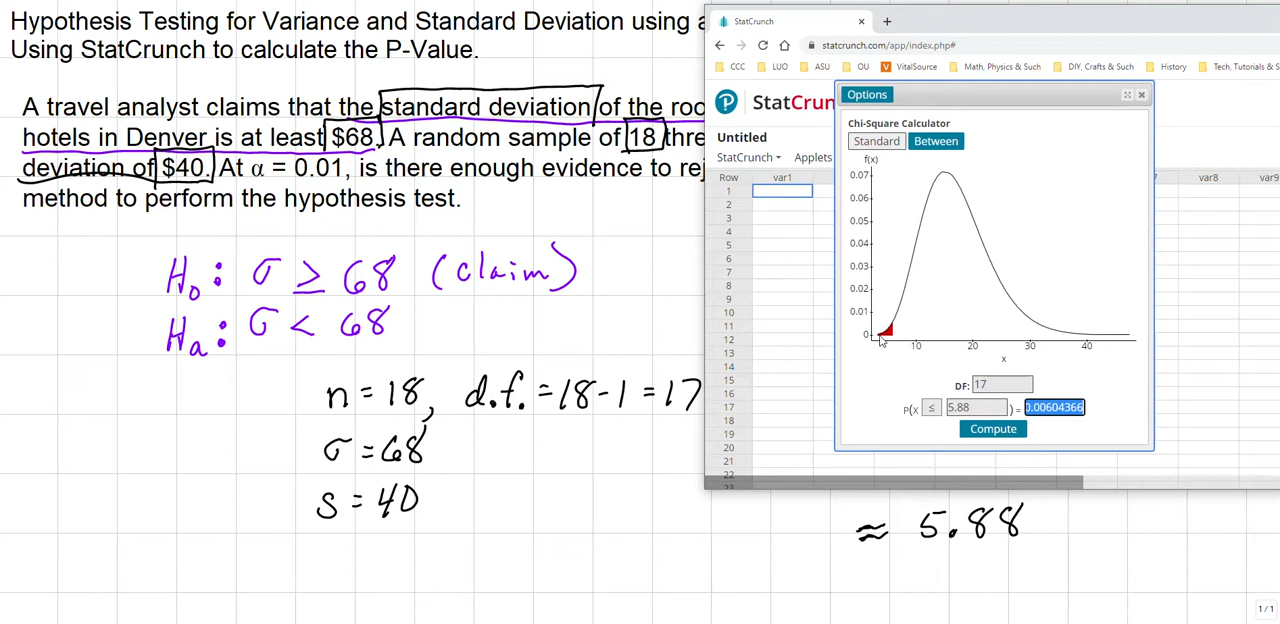 Hypothesis Testing for Variance and Standard Deviation using a
Using StatCrunch to calculate the P-Value.
A travel analyst claims that the standard deviation of the roo
hotels in Denver is at least $68. A random sample of 18 thre
deviation of $40. At α = 0.01, is there enough evidence to rej
method to perform the hypothesis test.
H₀: σ ≥ 68 (claim)
Hₐ: σ < 68
n = 18, d.f. = 18 - 1 = 17
σ = 68
s = 40
≈ 5.88
StatCrunch
statcrunch.com/app/index.php#
CCC LUO ASU OU VitalSource Math, Physics & Such DIY, Crafts & Such History Tech, Tutorials & S
StatCrun
Untitled
StatCrunch Applets
Row var1 var8 var9
1
2
3
4
5
6
7
8
9
10
11
12
13
14
15
16
17
18
19
20
21
22
Options
Chi-Square Calculator
Standard Between
f(x)
0.07
0.06
0.05
0.04
0.03
0.02
0.01
0
10 20 30 40
x
DF: 17
P(X ≤ 5.88 ) = 0.00604366
Compute
1 / 1